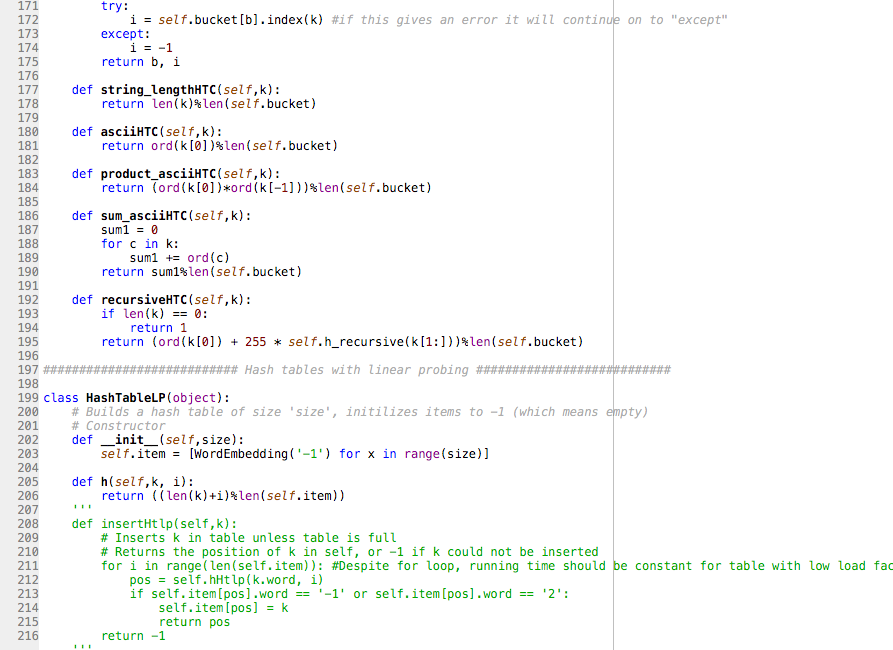 171         try:
172             i = self.bucket[b].index(k) #if this gives an error it will continue on to "except"
173         except:
174             i = -1
175         return b, i
176
177     def string_lengthHTC(self,k):
178         return len(k)%len(self.bucket)
179
180     def asciiHTC(self,k):
181         return ord(k[0])%len(self.bucket)
182
183     def product_asciiHTC(self,k):
184         return (ord(k[0])*ord(k[-1]))%len(self.bucket)
185
186     def sum_asciiHTC(self,k):
187         sum1 = 0
188         for c in k:
189             sum1 += ord(c)
190         return sum1%len(self.bucket)
191
192     def recursiveHTC(self,k):
193         if len(k) == 0:
194             return 1
195         return (ord(k[0]) + 255 * self.h_recursive(k[1:]))%len(self.bucket)
196
197 ########################### Hash tables with linear probing ###########################
198
199 class HashTableLP(object):
200     # Builds a hash table of size 'size', initilizes items to -1 (which means empty)
201     # Constructor
202     def __init__(self,size):
203         self.item = [WordEmbedding('-1') for x in range(size)]
204
205     def h(self,k, i):
206         return ((len(k)+i)%len(self.item))
207     '''
208     def insertHtlp(self,k):
209         # Inserts k in table unless table is full
210         # Returns the position of k in self, or -1 if k could not be inserted
211         for i in range(len(self.item)): #Despite for loop, running time should be constant for table with low load fac
212             pos = self.hHtlp(k.word, i)
213             if self.item[pos].word == '-1' or self.item[pos].word == '2':
214                 self.item[pos] = k
215                 return pos
216         return -1
    '''